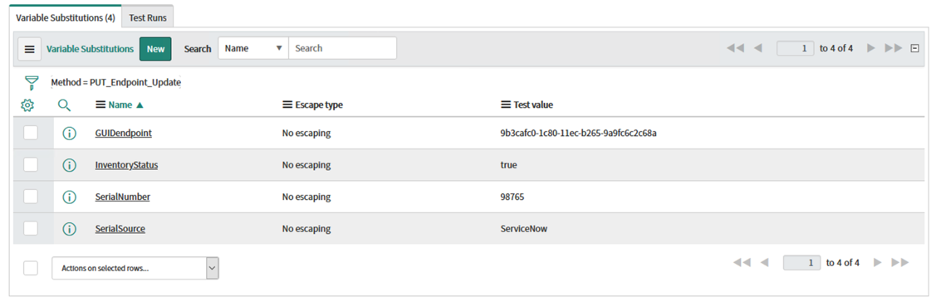 Variable Substitutions (4) Test Runs
Variable Substitutions New Search Name Search 1 to 4 of 4
Method = PUT_Endpoint_Update
Name Escape type Test value
GUIDendpoint No escaping 9b3cafc0-1c80-11ec-b265-9a9fc6c2c68a
InventoryStatus No escaping true
SerialNumber No escaping 98765
SerialSource No escaping ServiceNow
Actions on selected rows... 1 to 4 of 4